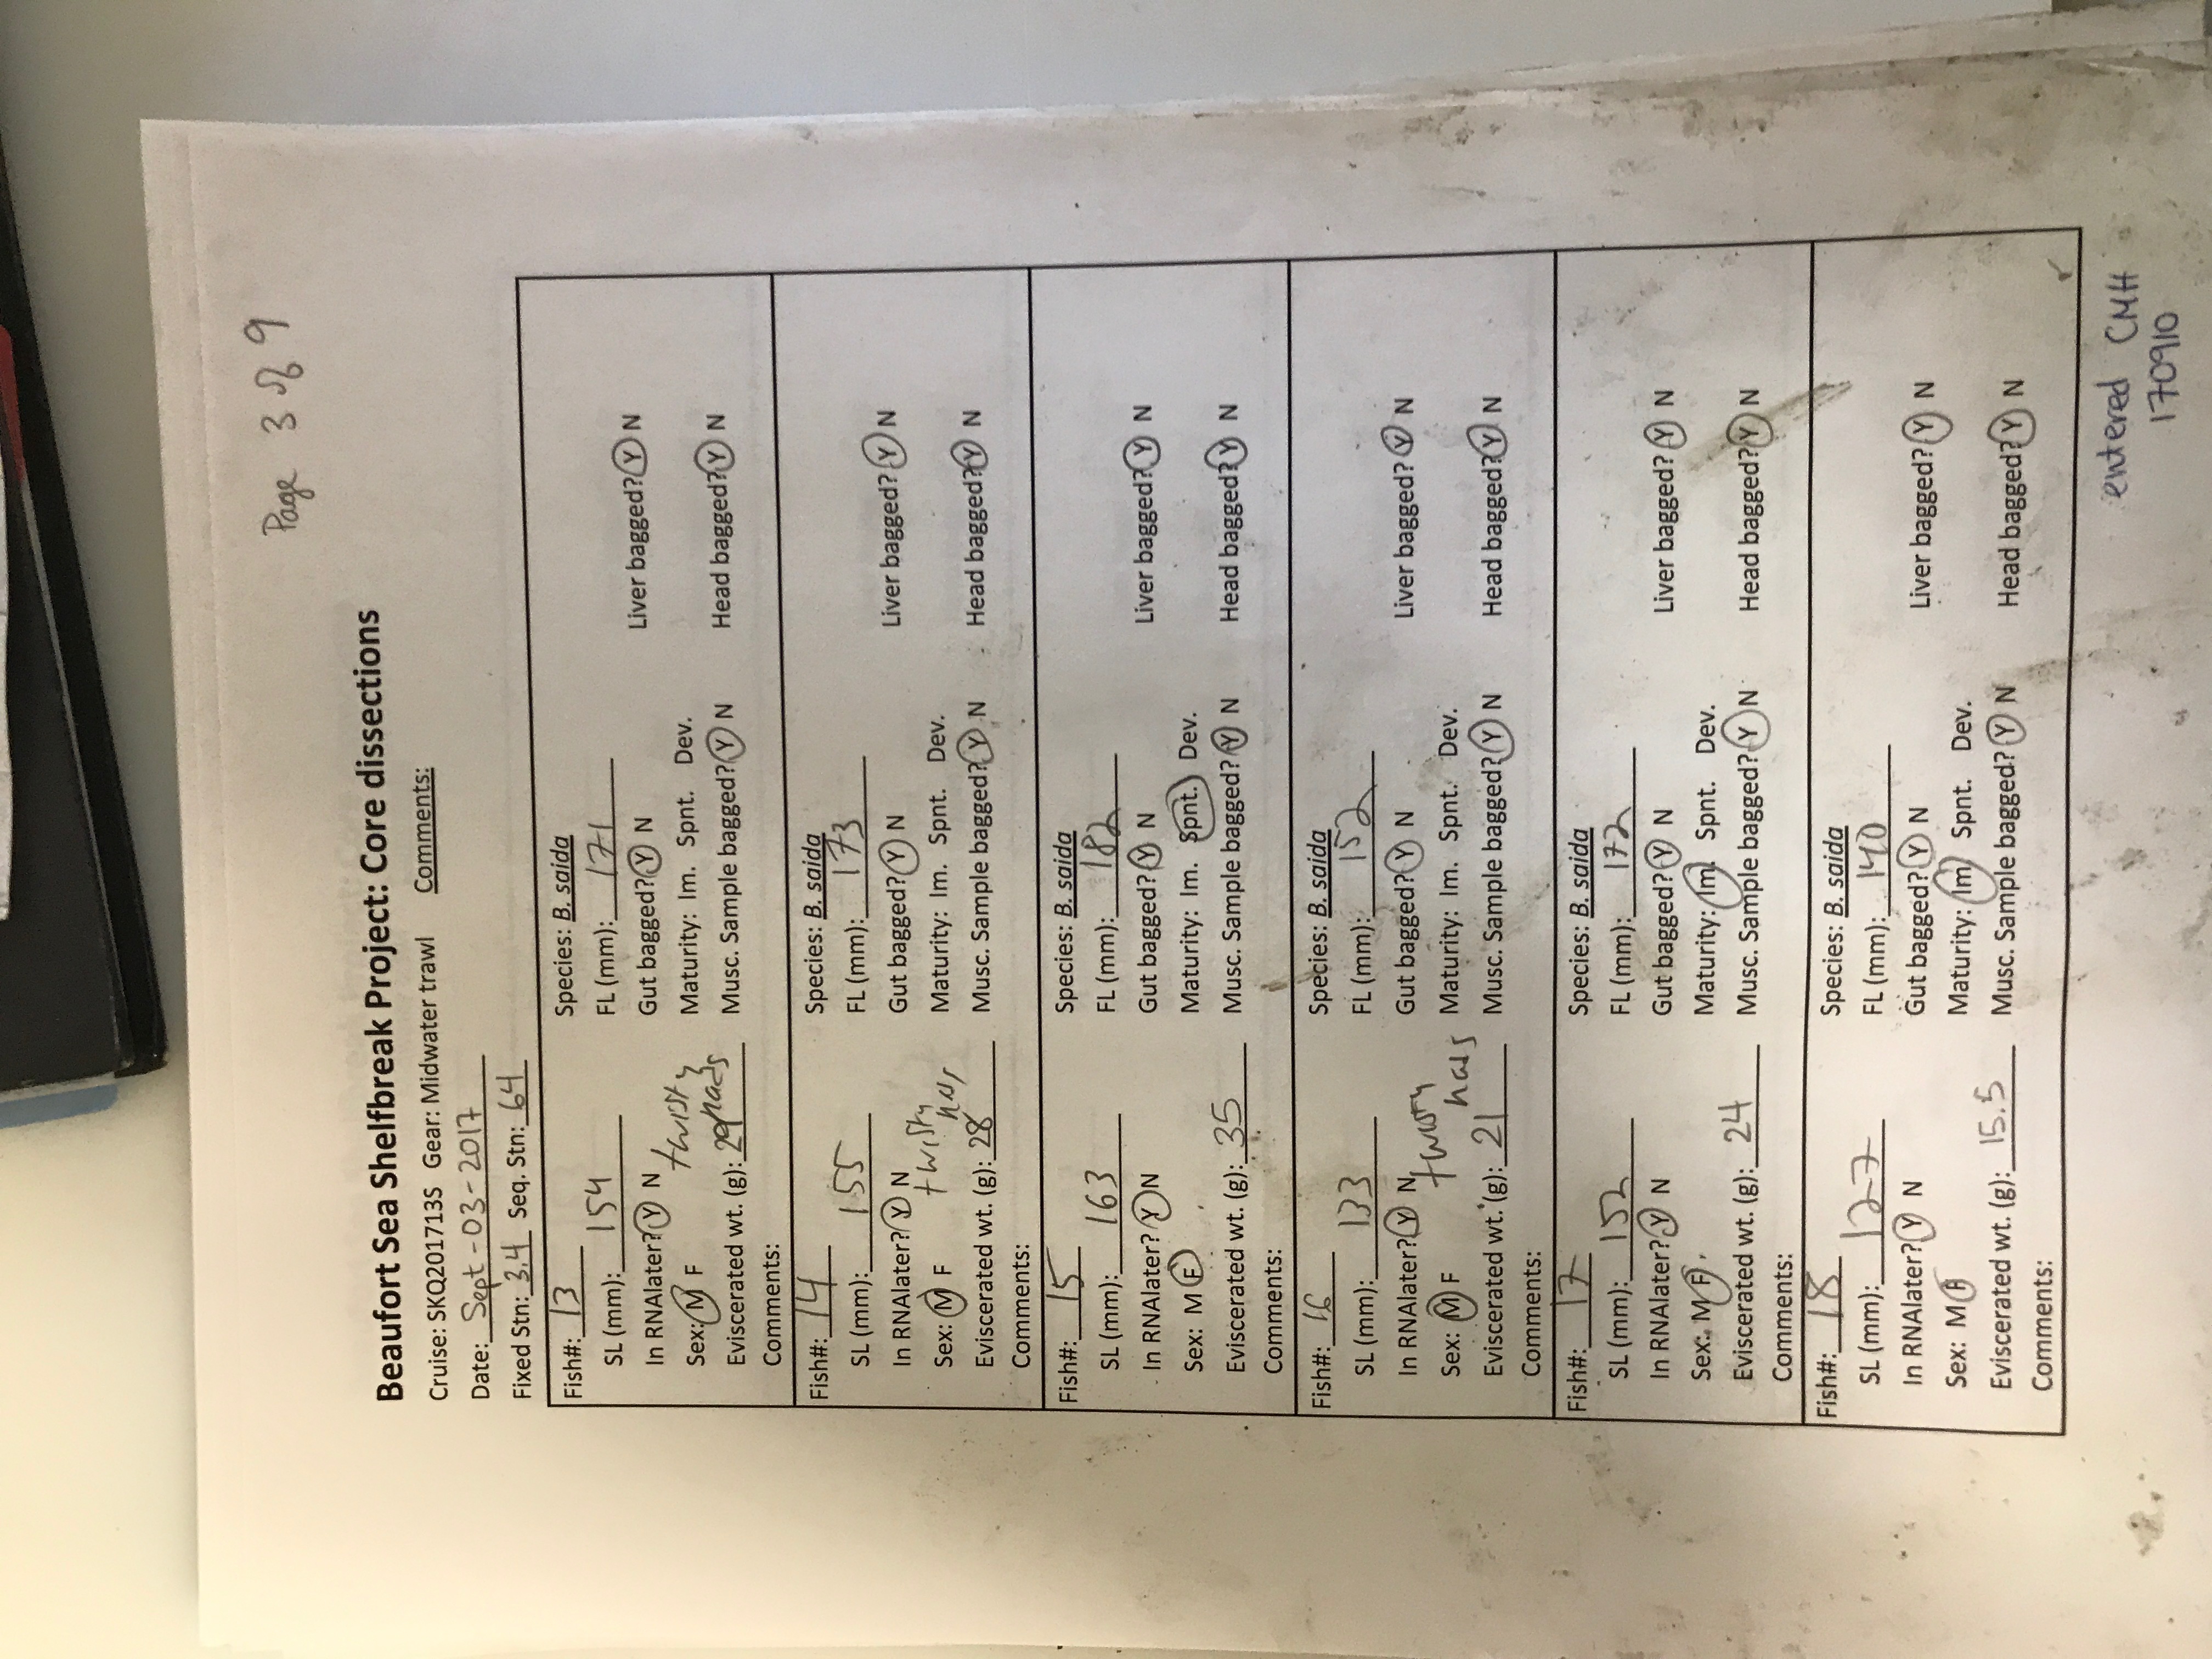 Page 3 of 9
Beaufort Sea Shelfbreak Project: Core dissections
Cruise: SKQ201713S Gear: Midwater trawl Comments:
Date: Sept-03-2017
Fixed Stn: 3.4 Seq. Stn: 64
Fish#: 13 Species: B. saida
SL (mm): 154 FL (mm): 171
In RNAlater? Y N Gut bagged? Y N Liver bagged? Y N
twisty
Sex: M F Maturity: Im. Spnt. Dev.
Eviscerated wt. (g): 29 Musc. Sample bagged? Y N Head bagged? Y N
Comments:
Fish#: 14 Species: B. saida
SL (mm): 155 FL (mm): 173
In RNAlater? Y N Gut bagged? Y N Liver bagged? Y N
twisty
Sex: M F Maturity: Im. Spnt. Dev.
Eviscerated wt. (g): 28 Musc. Sample bagged? Y N Head bagged? Y N
Comments:
Fish#: 15 Species: B. saida
SL (mm): 163 FL (mm): 182
In RNAlater? Y N Gut bagged? Y N Liver bagged? Y N
Sex: M F Maturity: Im. Spnt. Dev.
Eviscerated wt. (g): 35 Musc. Sample bagged? Y N Head bagged? Y N
Comments:
Fish#: 16 Species: B. saida
SL (mm): 133 FL (mm): 152
In RNAlater? Y N Gut bagged? Y N Liver bagged? Y N
Sex: M F Maturity: Im. Spnt. Dev.
Eviscerated wt. (g): 21 Musc. Sample bagged? Y N Head bagged? Y N
Comments:
Fish#: 17 Species: B. saida
SL (mm): 152 FL (mm): 172
In RNAlater? Y N Gut bagged? Y N Liver bagged? Y N
Sex: M F Maturity: Im. Spnt. Dev.
Eviscerated wt. (g): 24 Musc. Sample bagged? Y N Head bagged? Y N
Comments:
Fish#: 18 Species: B. saida
SL (mm): 127 FL (mm): 140
In RNAlater? Y N Gut bagged? Y N Liver bagged? Y N
Sex: M F Maturity: Im. Spnt. Dev.
Eviscerated wt. (g): 15.5 Musc. Sample bagged? Y N Head bagged? Y N
Comments:
entered CMH
170910